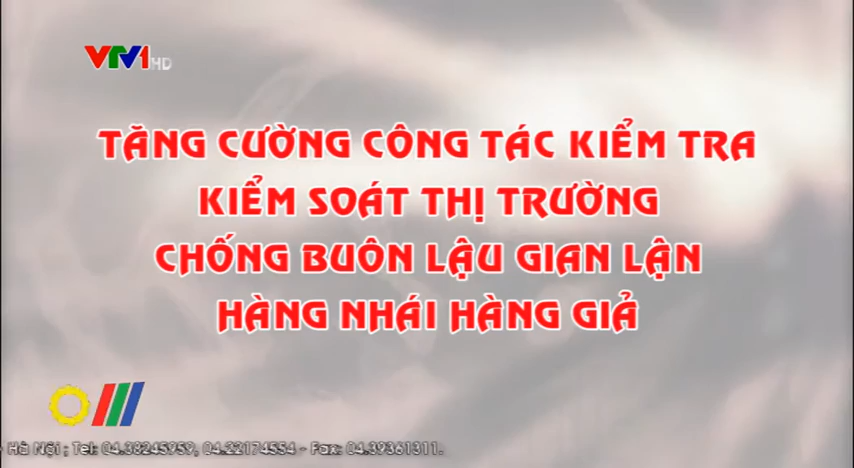 VTV1 HD
TĂNG CƯỜNG CÔNG TÁC KIỂM TRA
KIỂM SOÁT THỊ TRƯỜNG
CHỐNG BUÔN LẬU GIAN LẬN
HÀNG NHÁI HÀNG GIẢ
- Hà Nội ; Tel: 04.38245959, 04.22174554 - Fax: 04.39361311.